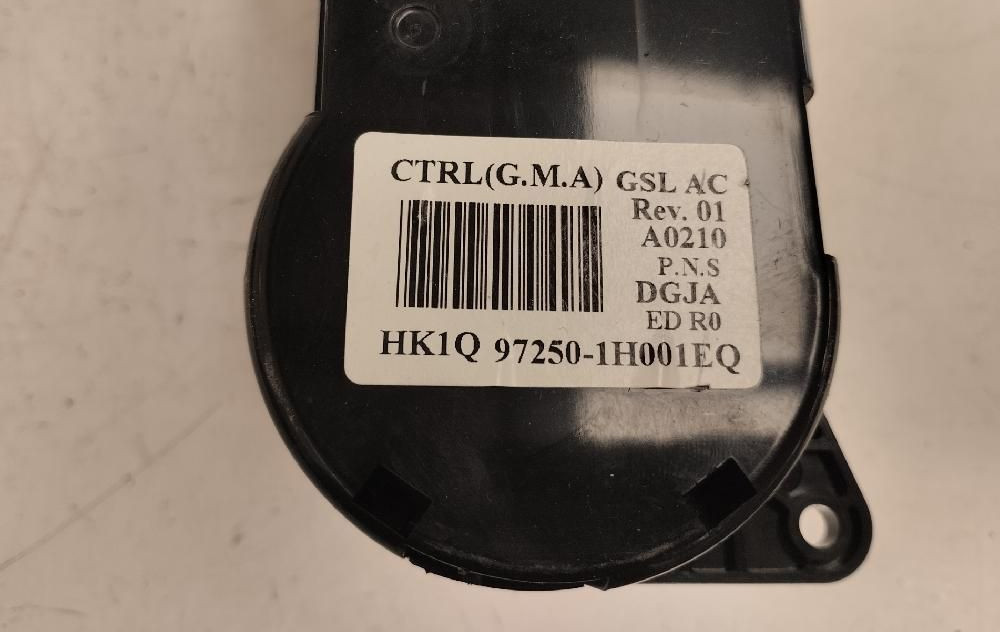 CTRL(G.M.A) GSL AC
Rev. 01
A0210
P.N.S
DGJA
ED R0
HK1Q 97250-1H001EQ